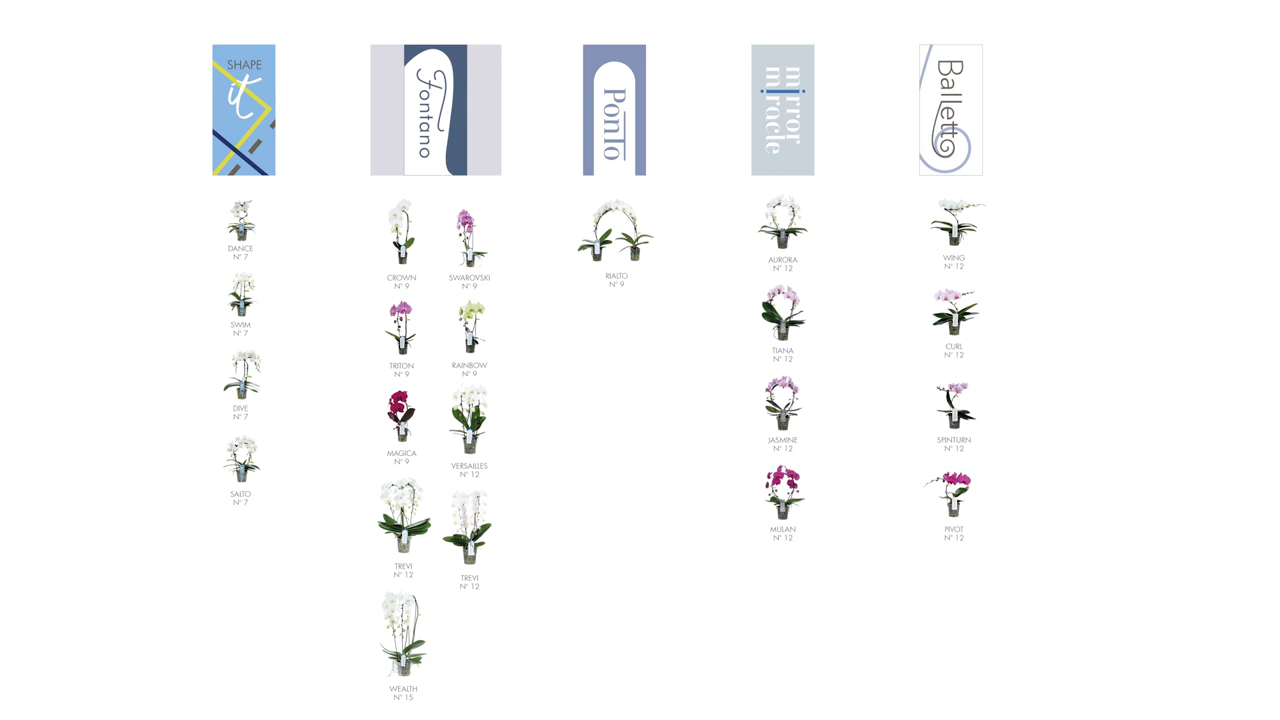 SHAPE
it
DANCE
N° 7
SWIM
N° 7
DIVE
N° 7
SALTO
N° 7
Fontano
CROWN
N° 9
SWAROVSKI
N° 9
TRITON
N° 9
RAINBOW
N° 9
MAGICA
N° 9
VERSAILLES
N° 12
TREVI
N° 12
TREVI
N° 12
WEALTH
N° 15
Ponto
RIALTO
N° 9
mirror
miracle
AURORA
N° 12
TIANA
N° 12
JASMINE
N° 12
MULAN
N° 12
Balletto
WING
N° 12
CURL
N° 12
SPINTURN
N° 12
PIVOT
N° 12